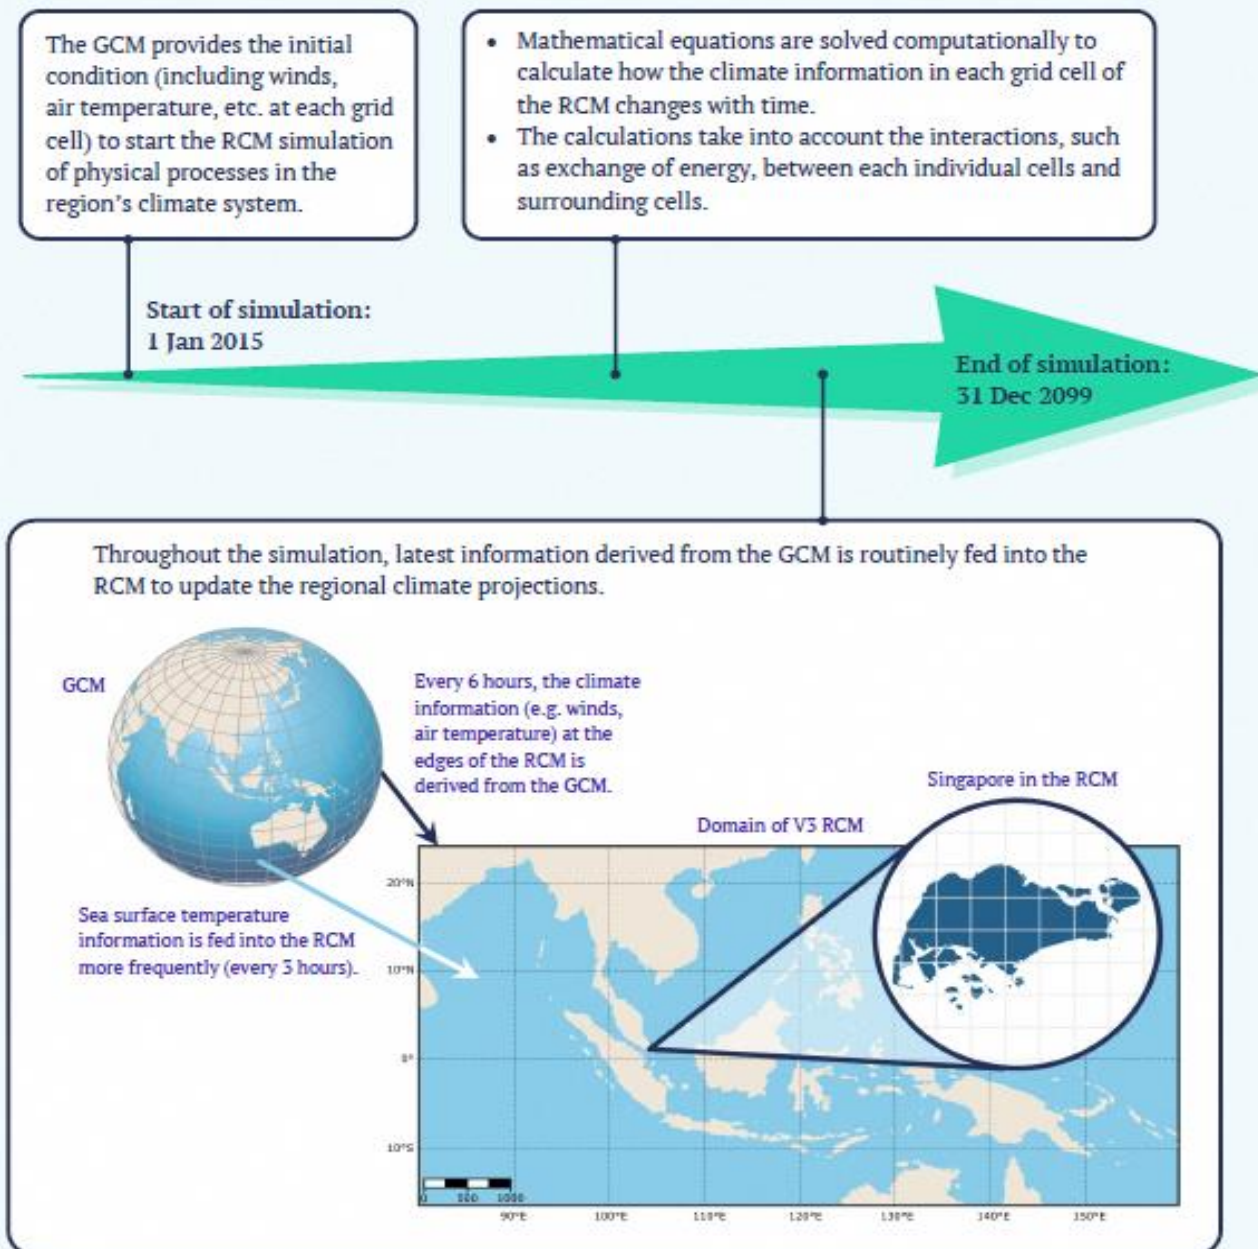 The GCM provides the initial
condition (including winds,
air temperature, etc. at each grid
cell) to start the RCM simulation
of physical processes in the
region's climate system.
• Mathematical equations are solved computationally to
calculate how the climate information in each grid cell of
the RCM changes with time.
• The calculations take into account the interactions, such
as exchange of energy, between each individual cells and
surrounding cells.
Start of simulation:
1 Jan 2015
End of simulation:
31 Dec 2099
Throughout the simulation, latest information derived from the GCM is routinely fed into the
RCM to update the regional climate projections.
GCM
Every 6 hours, the climate
information (e.g. winds,
air temperature) at the
edges of the RCM is
derived from the GCM.
Singapore in the RCM
Domain of V3 RCM
Sea surface temperature
information is fed into the RCM
more frequently (every 3 hours).
20°N
10°N
0°
10°S
0 500 1000
90°E 100°E 110°E 120°E 130°E 140°E 150°E